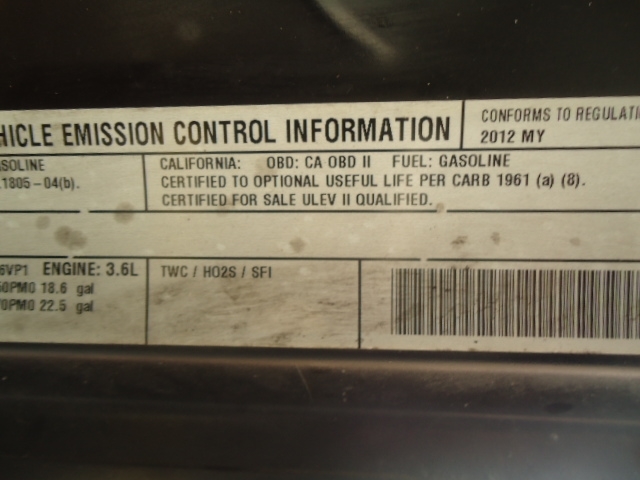 HICLE EMISSION CONTROL INFORMATION
CONFORMS TO REGULATI
2012 MY
ASOLINE
1805-04(b).
CALIFORNIA: OBD: CA OBD II FUEL: GASOLINE
CERTIFIED TO OPTIONAL USEFUL LIFE PER CARB 1961 (a) (8).
CERTIFIED FOR SALE ULEV II QUALIFIED.
6VP1 ENGINE: 3.6L
0PM0 18.6 gal
0PM0 22.5 gal
TWC / HO2S / SFI